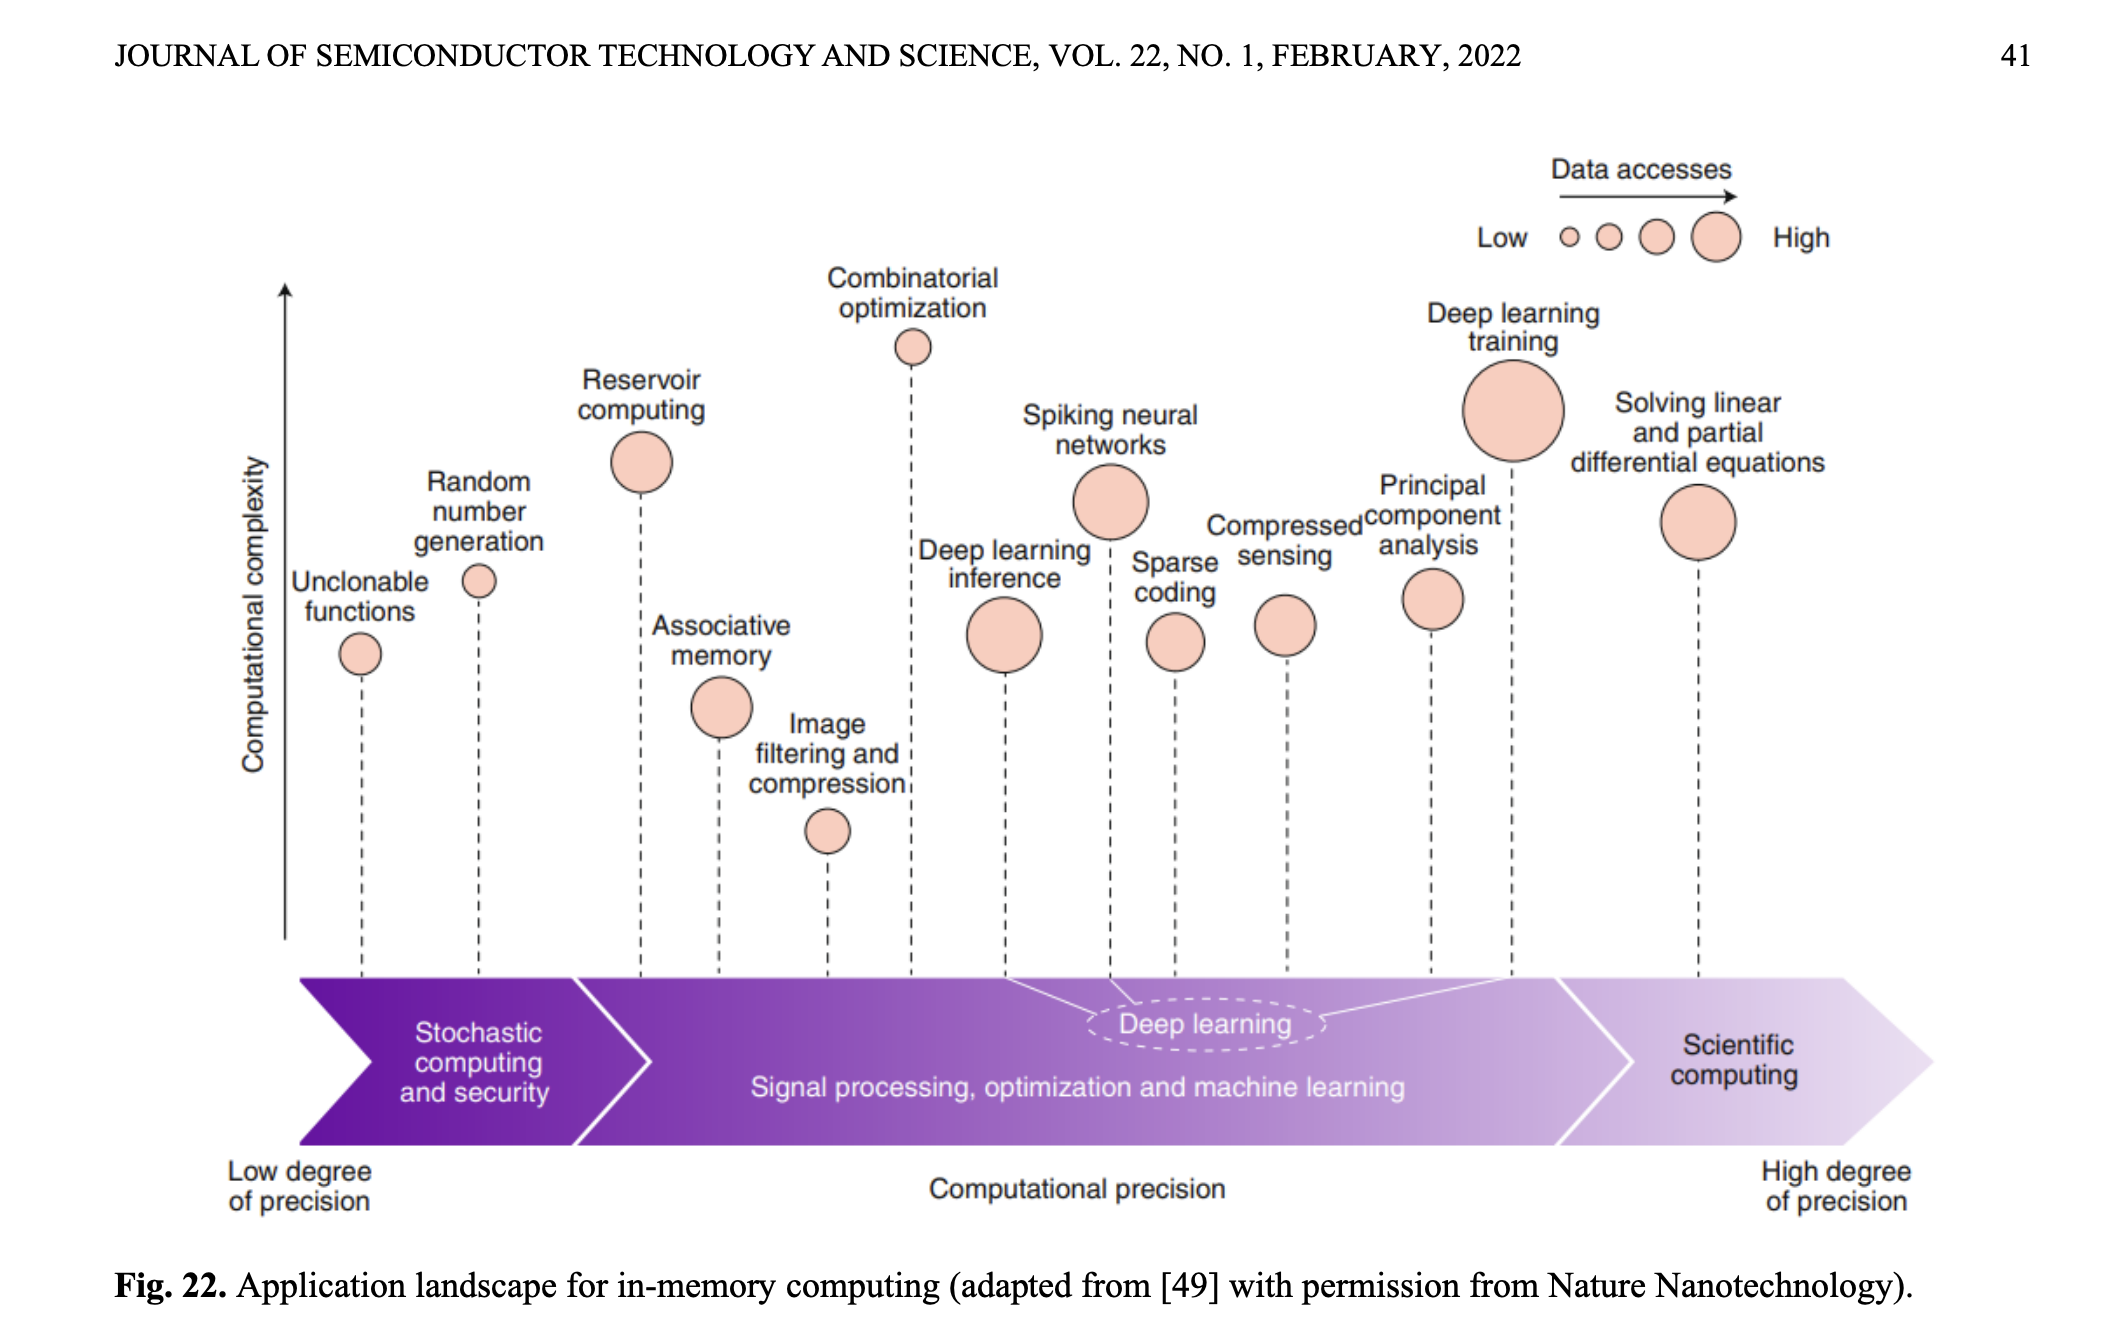 JOURNAL OF SEMICONDUCTOR TECHNOLOGY AND SCIENCE, VOL. 22, NO. 1, FEBRUARY, 2022 41
Data accesses
Low High
Computational complexity
Unclonable
functions
Random
number
generation
Reservoir
computing
Associative
memory
Image
filtering and
compression
Combinatorial
optimization
Deep learning
inference
Spiking neural
networks
Sparse
coding
Compressed
sensing
Principal
component
analysis
Deep learning
training
Solving linear
and partial
differential equations
Stochastic
computing
and security
Deep learning
Signal processing, optimization and machine learning
Scientific
computing
Low degree
of precision
Computational precision
High degree
of precision
Fig. 22. Application landscape for in-memory computing (adapted from [49] with permission from Nature Nanotechnology).